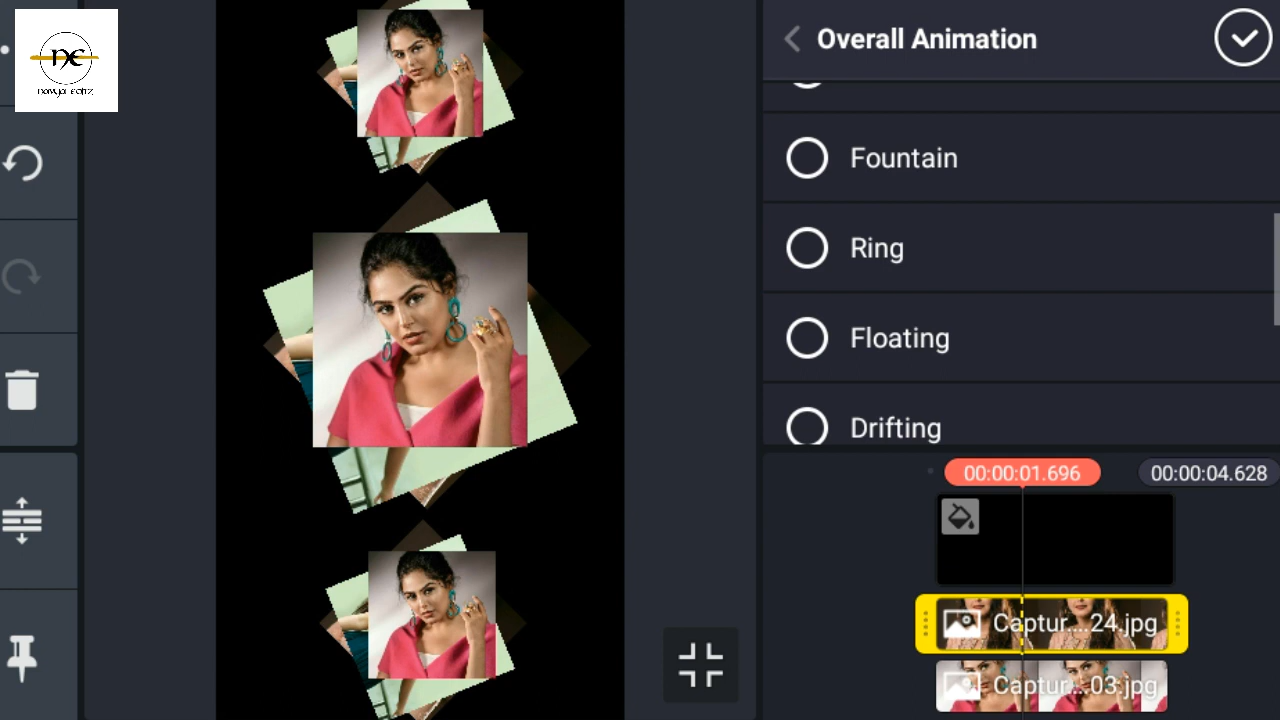 Overall Animation
Fountain
Ring
Floating
Drifting
00:00:01.696
00:00:04.628
Captur....24.jpg
Captur...03.jpg